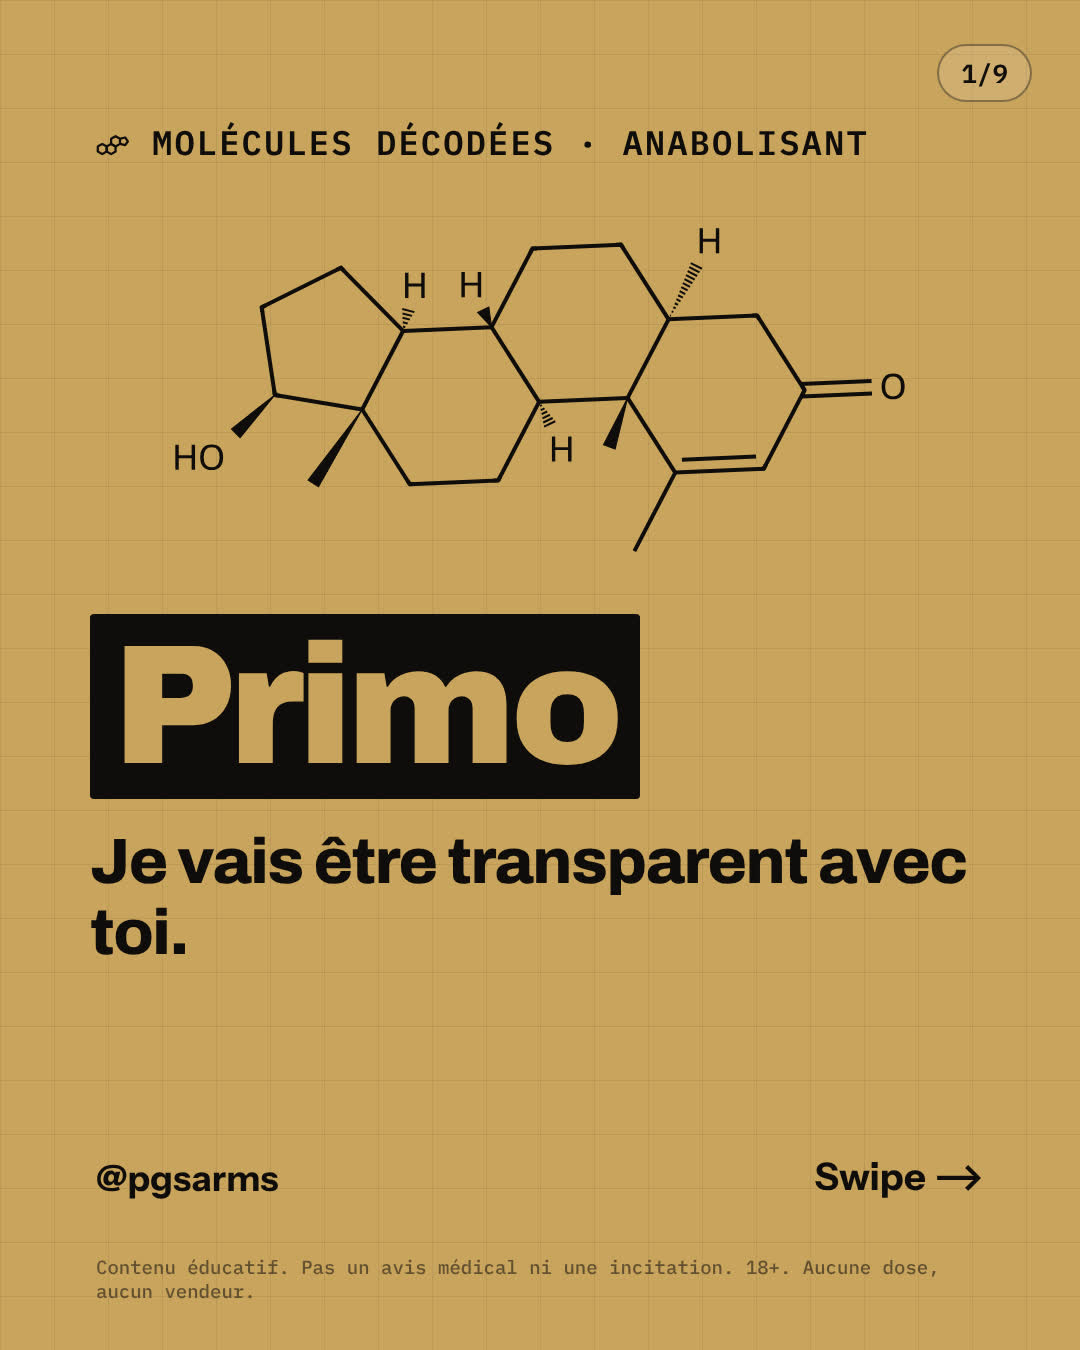 1/9
MOLÉCULES DÉCODÉES · ANABOLISANT
H
H H
O
HO
H
Primo
Je vais être transparent avec
toi.
@pgsarms
Swipe →
Contenu éducatif. Pas un avis médical ni une incitation. 18+. Aucune dose,
aucun vendeur.